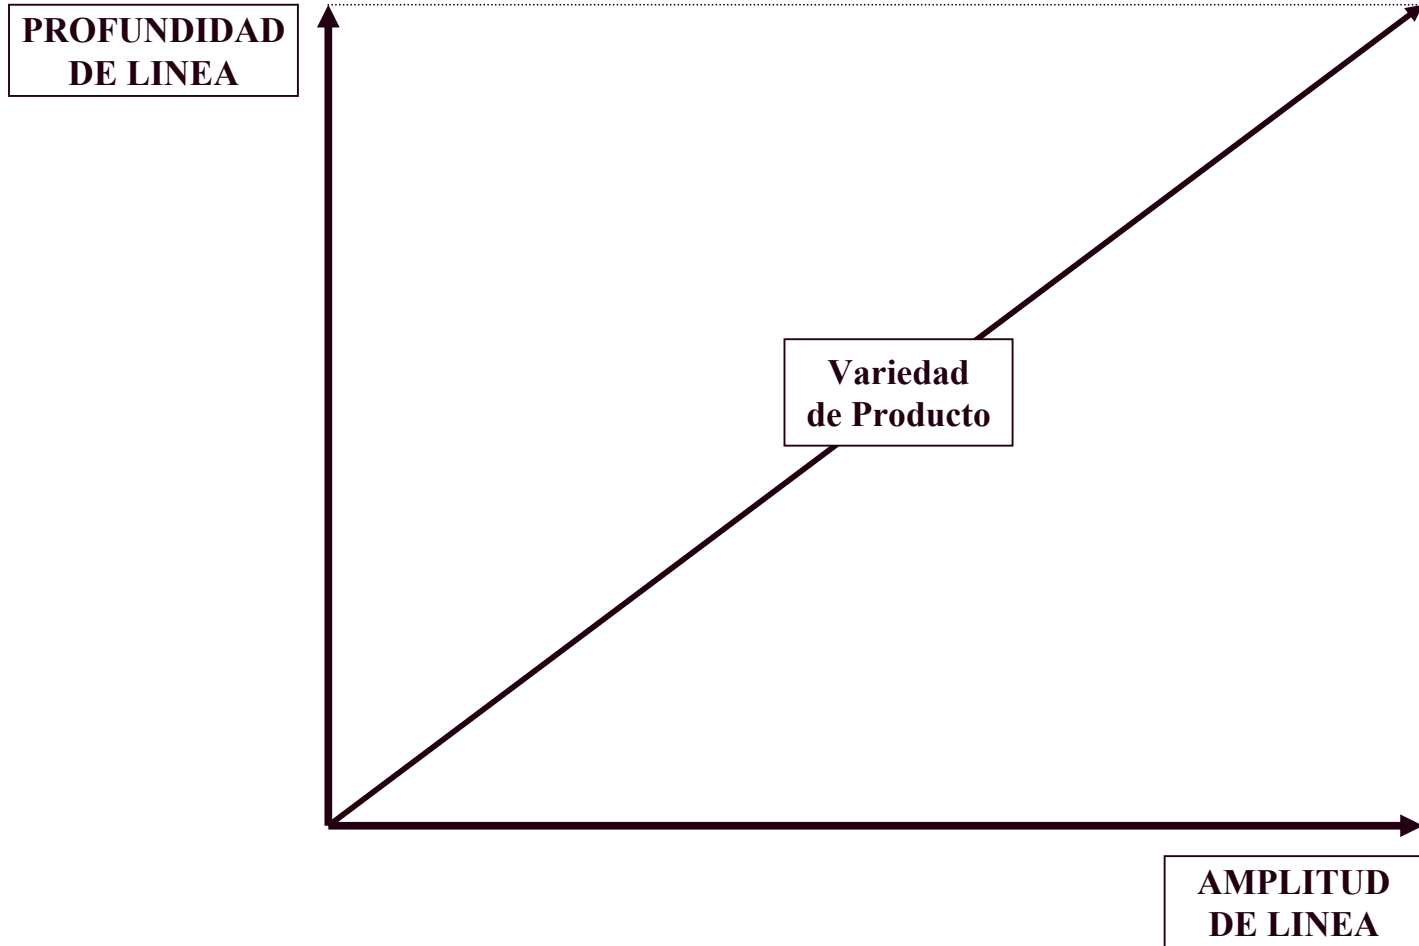 PROFUNDIDAD
DE LINEA
Variedad
de Producto
AMPLITUD
DE LINEA